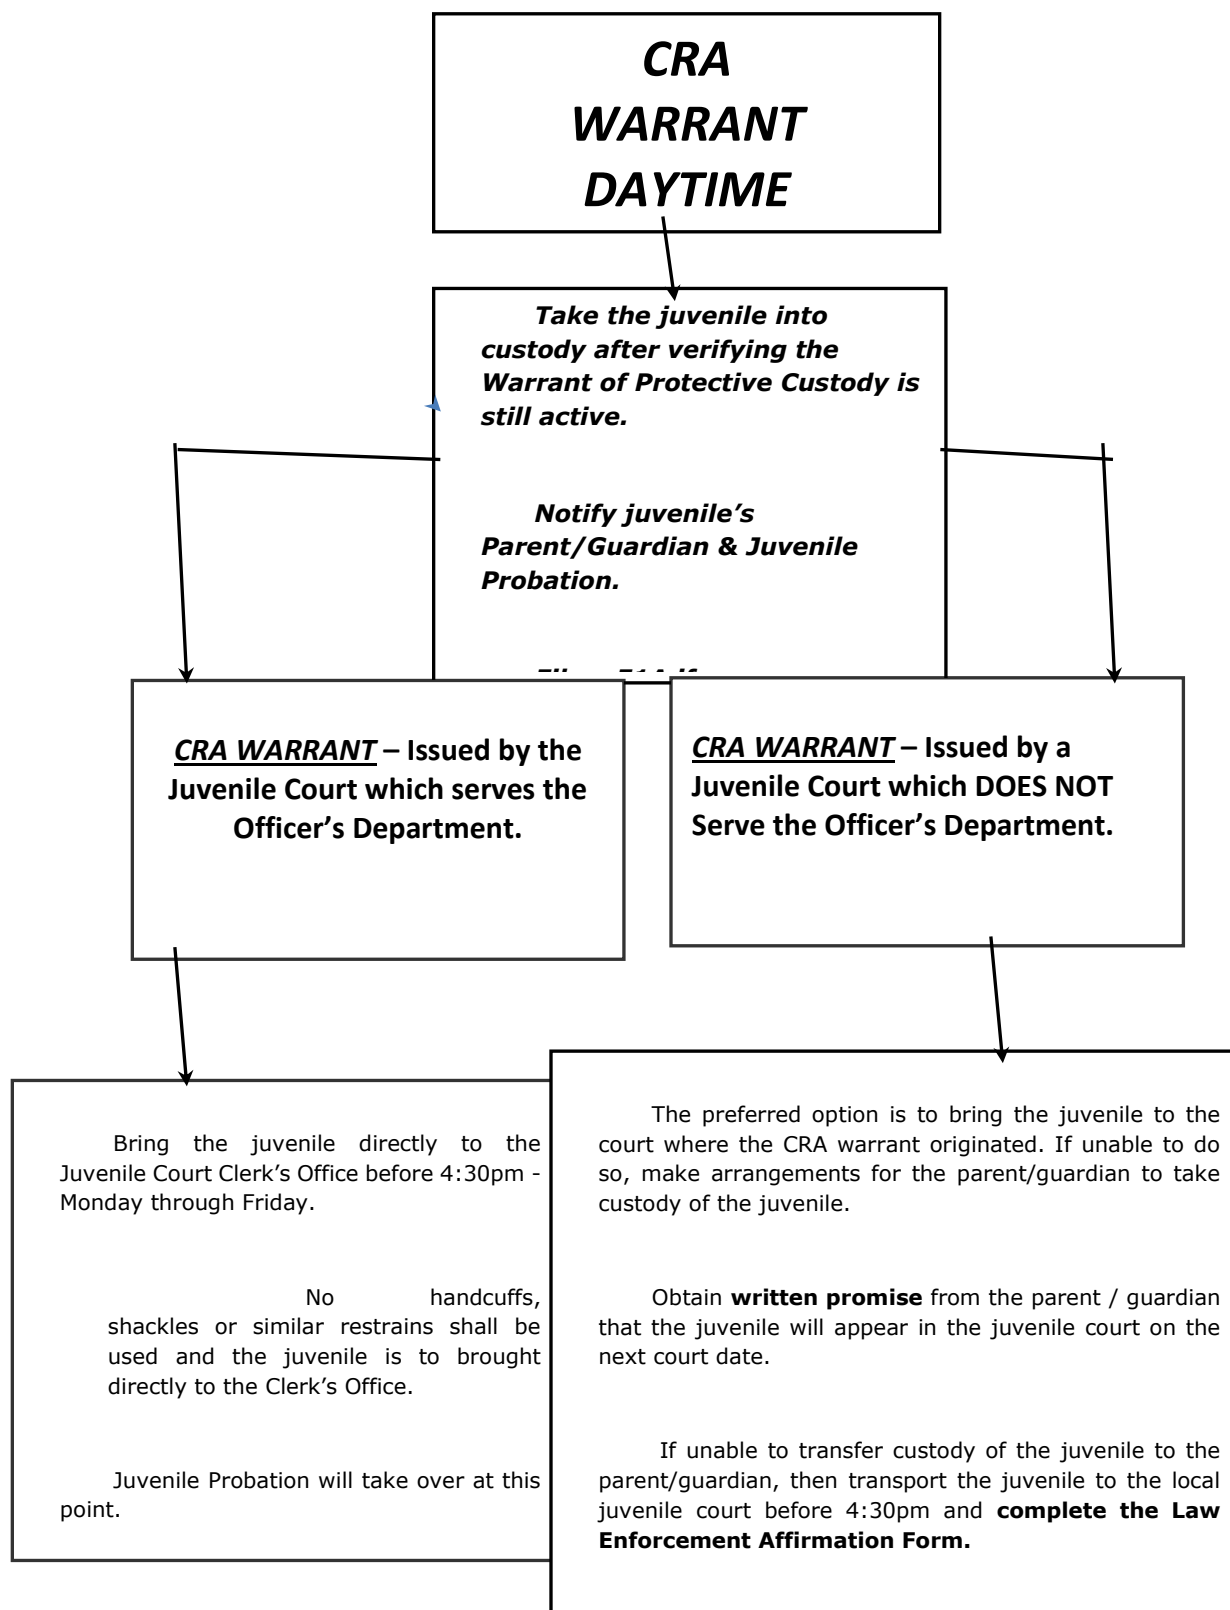 CRA
WARRANT
DAYTIME
Take the juvenile into
custody after verifying the
Warrant of Protective Custody is
still active.
Notify juvenile’s
Parent/Guardian & Juvenile
Probation.
CRA WARRANT – Issued by the
Juvenile Court which serves the
Officer’s Department.
CRA WARRANT – Issued by a
Juvenile Court which DOES NOT
Serve the Officer’s Department.
Bring the juvenile directly to the
Juvenile Court Clerk’s Office before 4:30pm -
Monday through Friday.
No handcuffs,
shackles or similar restrains shall be
used and the juvenile is to brought
directly to the Clerk’s Office.
Juvenile Probation will take over at this
point.
The preferred option is to bring the juvenile to the
court where the CRA warrant originated. If unable to do
so, make arrangements for the parent/guardian to take
custody of the juvenile.
Obtain written promise from the parent / guardian
that the juvenile will appear in the juvenile court on the
next court date.
If unable to transfer custody of the juvenile to the
parent/guardian, then transport the juvenile to the local
juvenile court before 4:30pm and complete the Law
Enforcement Affirmation Form.